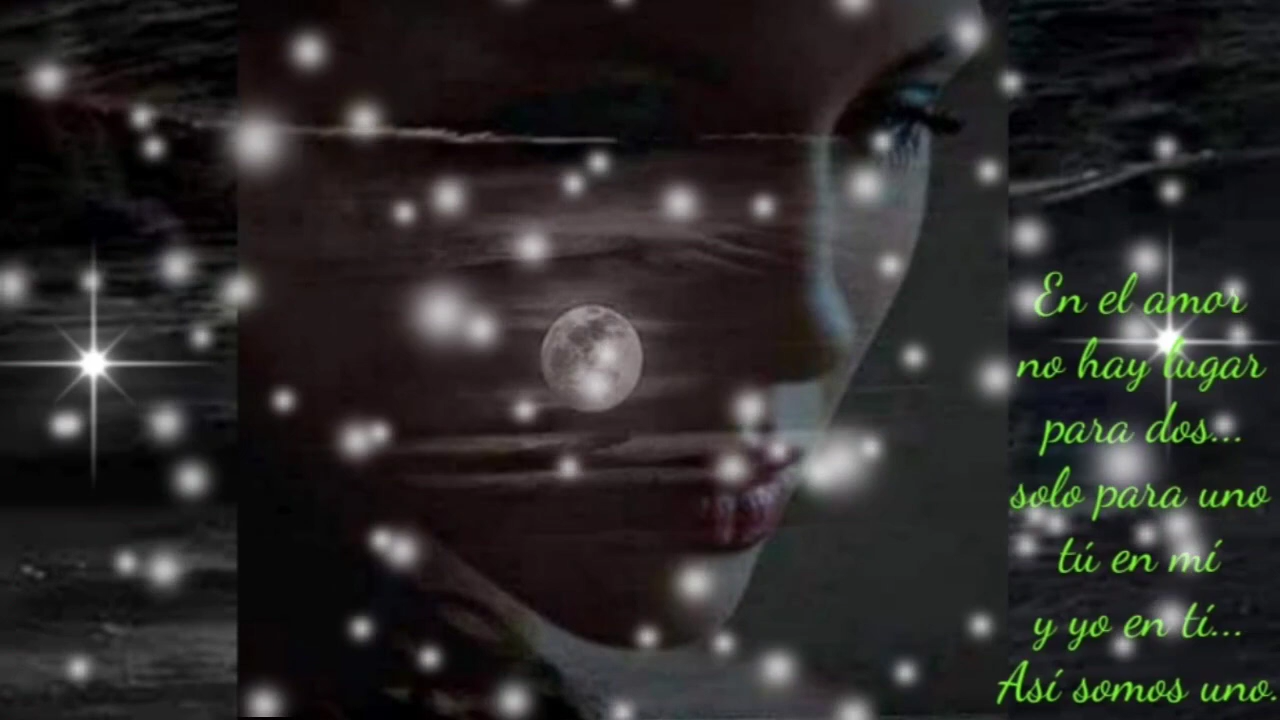 En el amor
no hay lugar
para dos...
solo para uno
tú en mí
y yo en tí...
Así somos uno.